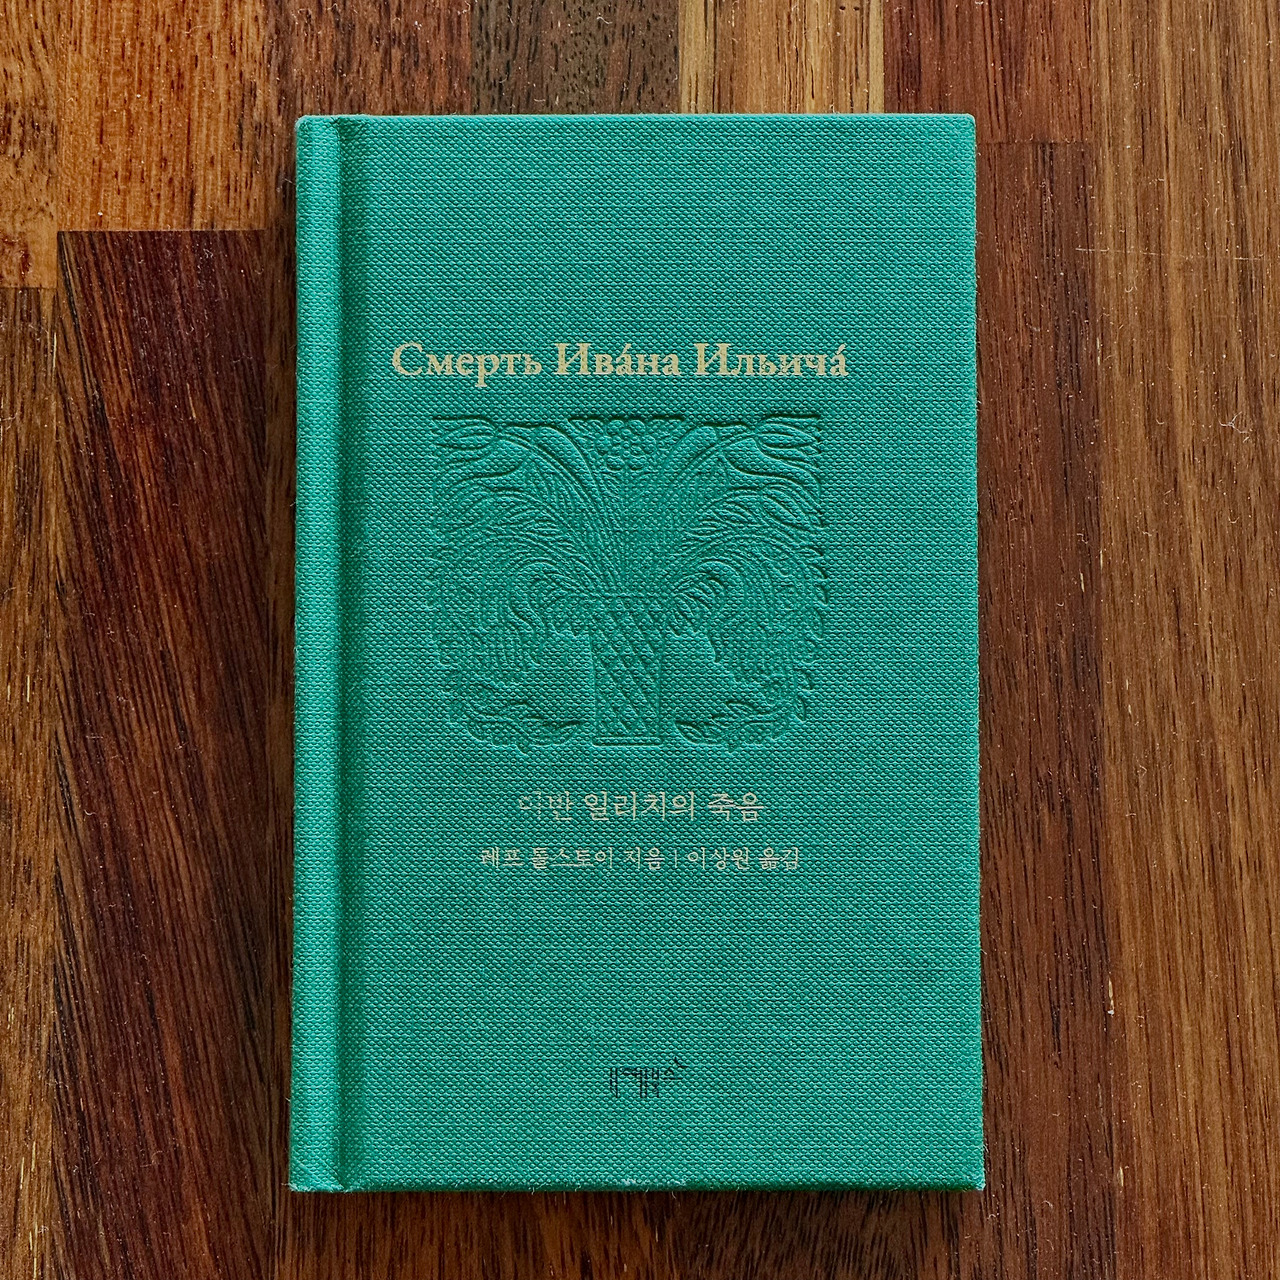 Смерть Ива́на Ильича́
이반 일리치의 죽음
레프 톨스토이 지음 | 이상원 옮김